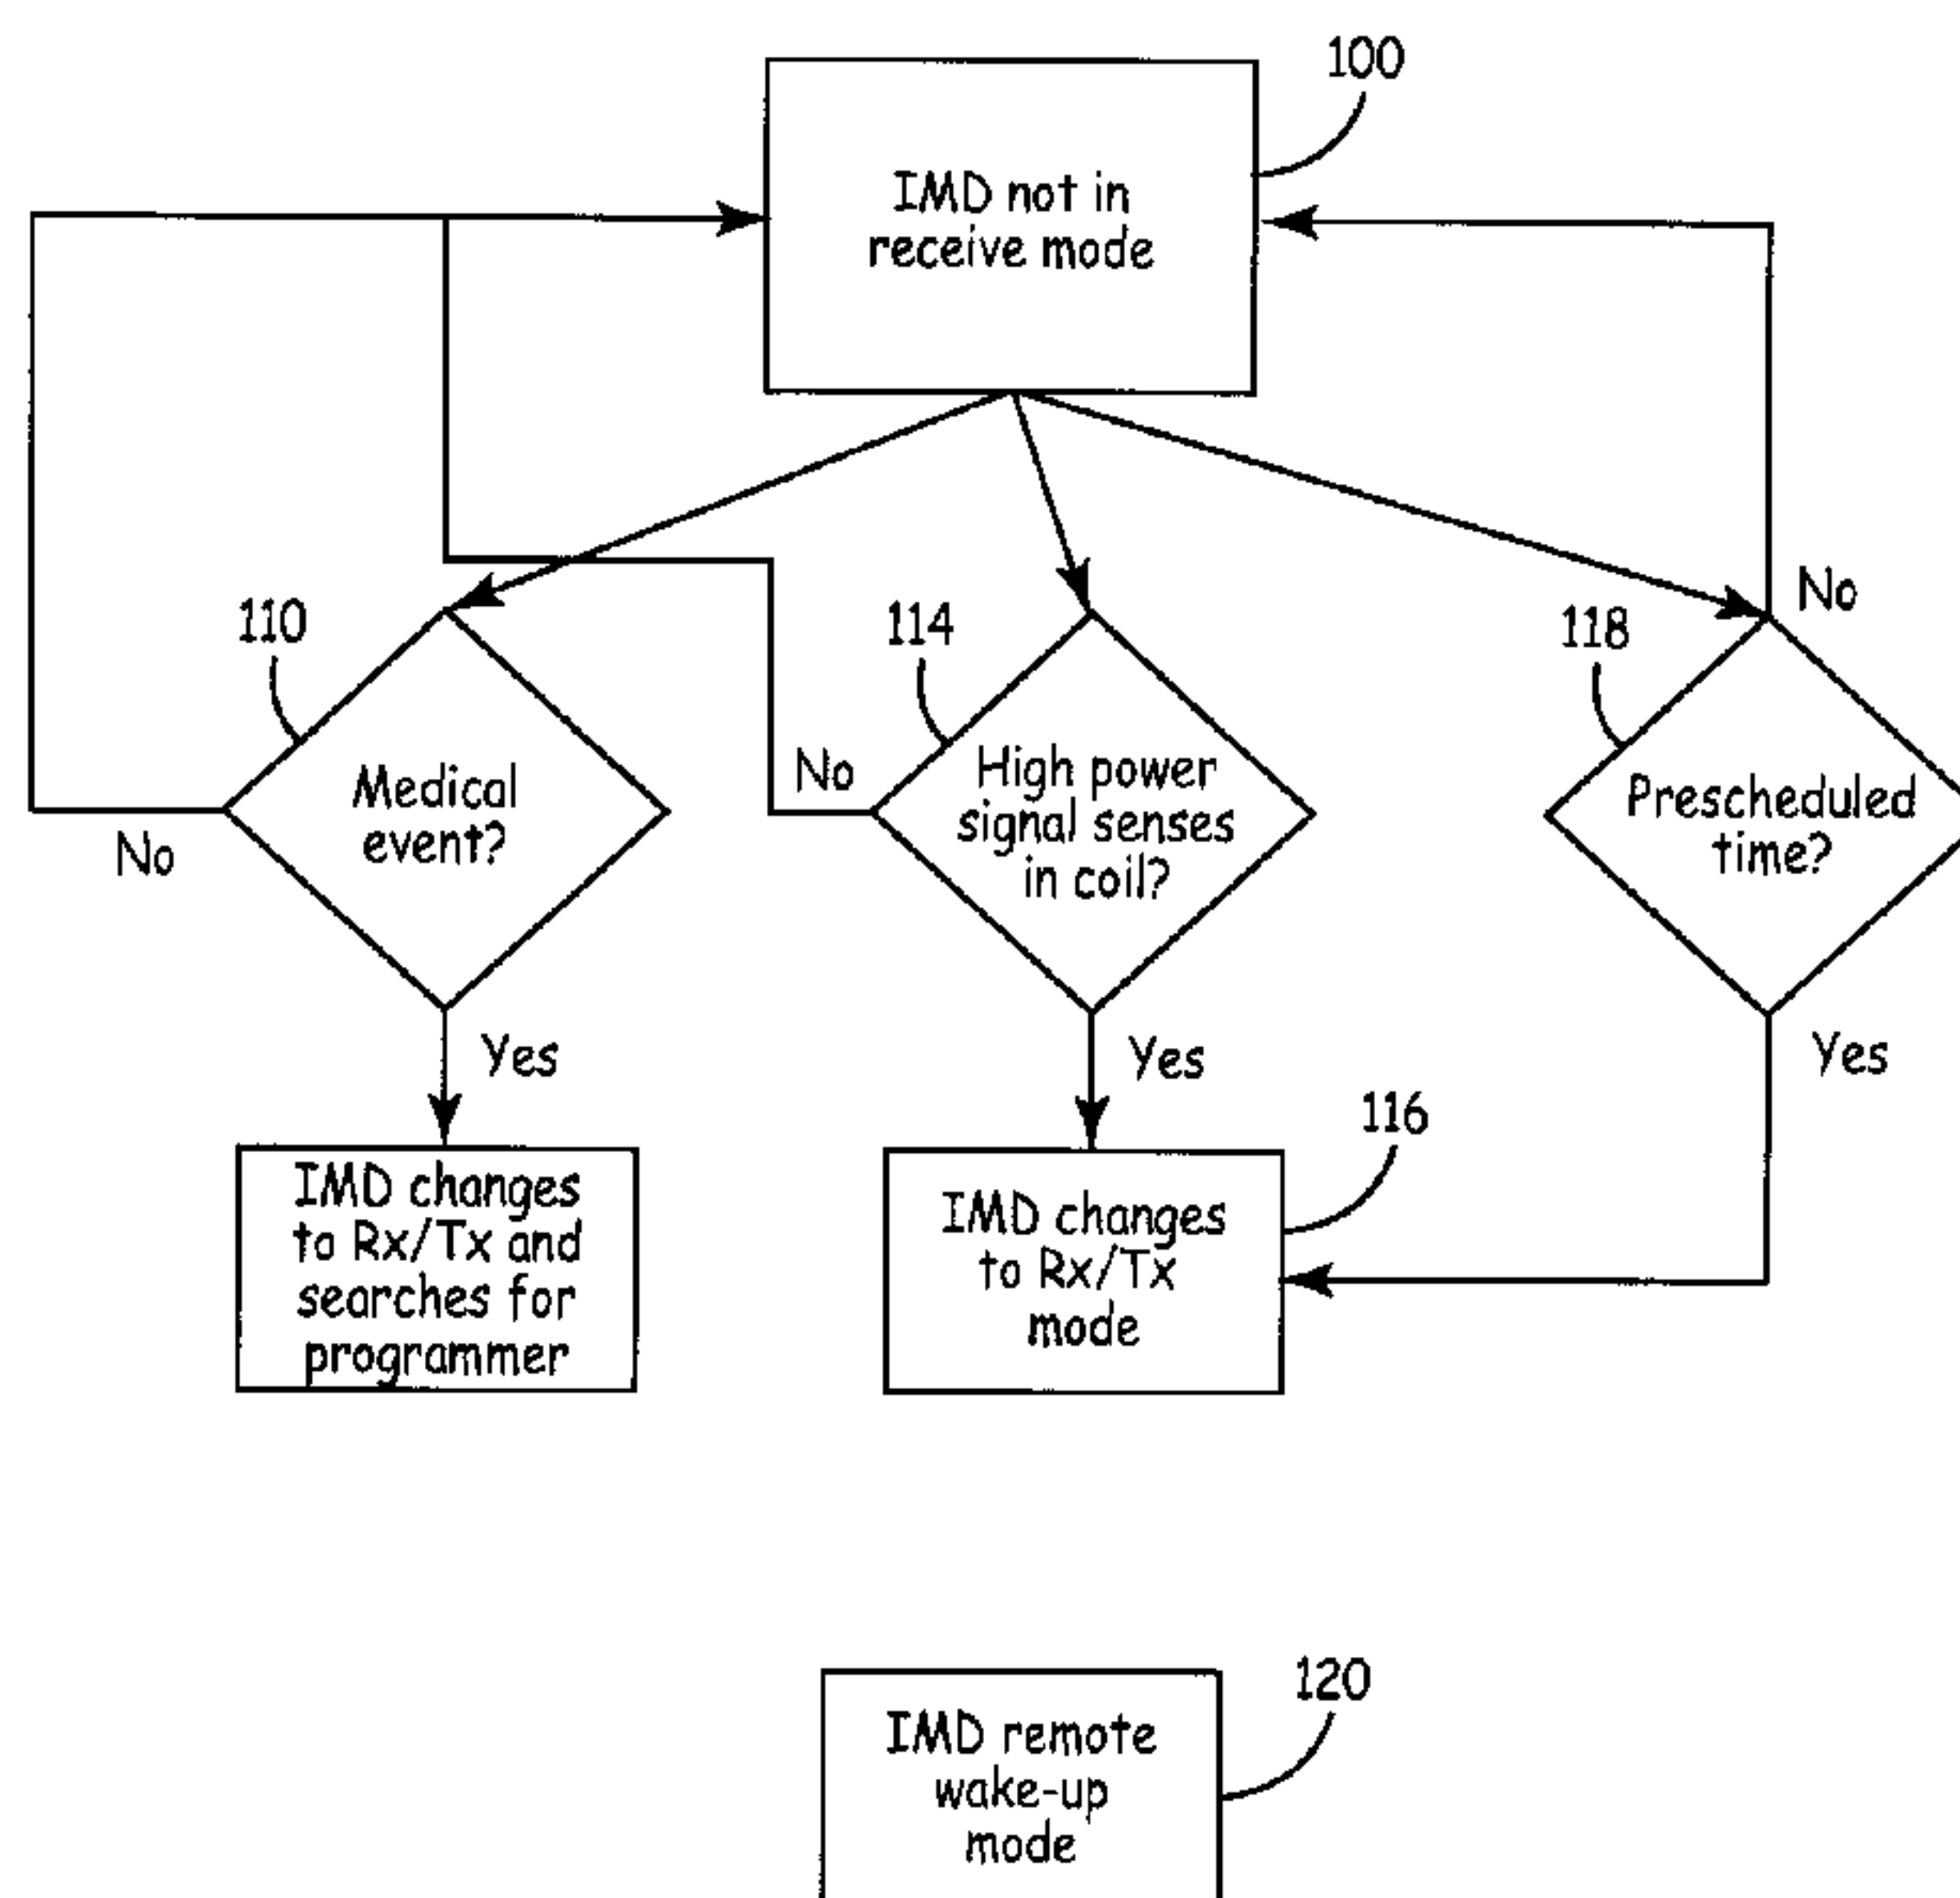 100
IMD not in
receive mode
110
114
118
No
Medical
event?
No
No
High power
signal senses
in coil?
Prescheduled
time?
Yes
Yes
Yes
116
IMD changes
to Rx/Tx and
searches for
programmer
IMD changes
to Rx/Tx
mode
120
IMD remote
wake-up
mode